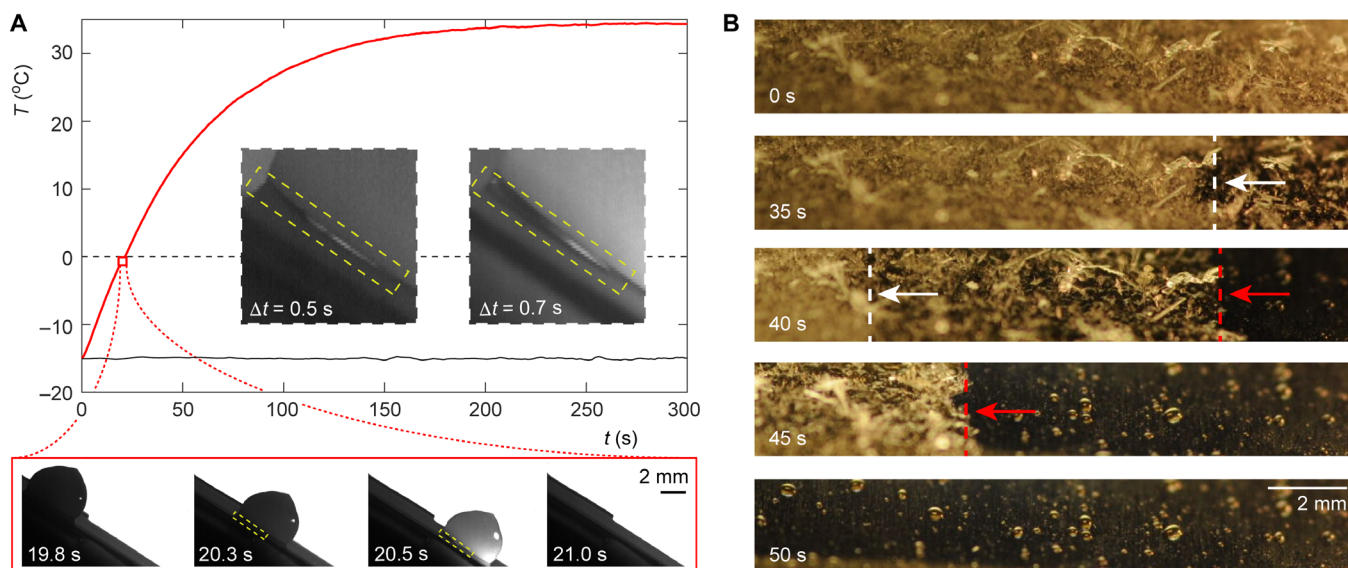 A
T (°C)
30
20
10
0
−10
−20
0
50
100
150
200
250
300
t (s)
Δt = 0.5 s
Δt = 0.7 s
2 mm
19.8 s
20.3 s
20.5 s
21.0 s
B
0 s
35 s
40 s
45 s
50 s
2 mm